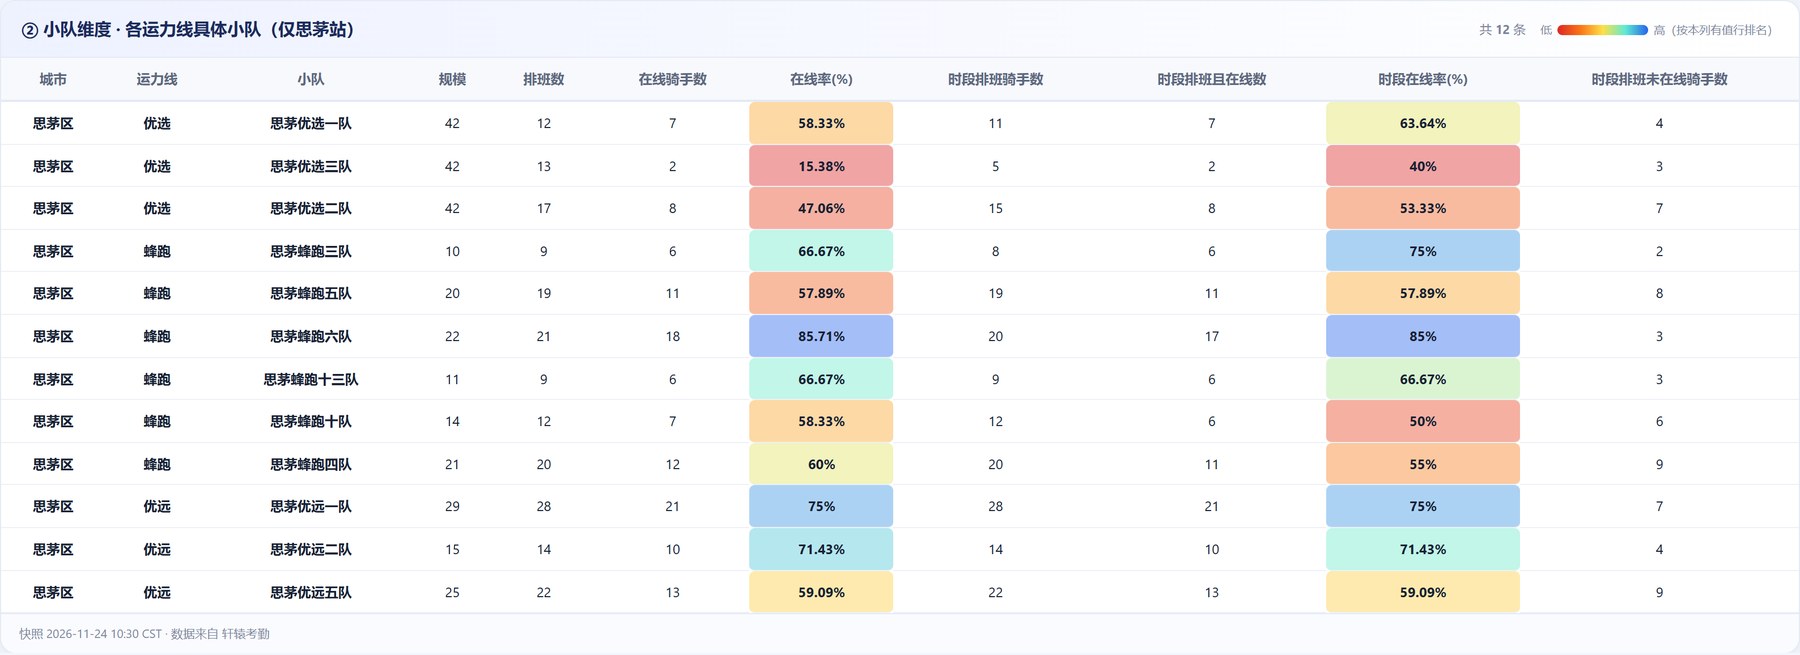 ② 小队维度 · 各运力线具体小队（仅思茅站）
共 12 条 低 高 (按本列有值行排名)
城市 运力线 小队 规模 排班数 在线骑手数 在线率(%) 时段排班骑手数 时段排班且在线数 时段在线率(%) 时段排班未在线骑手数
思茅区 优选 思茅优选一队 42 12 7 58.33% 11 7 63.64% 4
思茅区 优选 思茅优选三队 42 13 2 15.38% 5 2 40% 3
思茅区 优选 思茅优选二队 42 17 8 47.06% 15 8 53.33% 7
思茅区 蜂跑 思茅蜂跑三队 10 9 6 66.67% 8 6 75% 2
思茅区 蜂跑 思茅蜂跑五队 20 19 11 57.89% 19 11 57.89% 8
思茅区 蜂跑 思茅蜂跑六队 22 21 18 85.71% 20 17 85% 3
思茅区 蜂跑 思茅蜂跑十三队 11 9 6 66.67% 9 6 66.67% 3
思茅区 蜂跑 思茅蜂跑十队 14 12 7 58.33% 12 6 50% 6
思茅区 蜂跑 思茅蜂跑四队 21 20 12 60% 20 11 55% 9
思茅区 优远 思茅优远一队 29 28 21 75% 28 21 75% 7
思茅区 优远 思茅优远二队 15 14 10 71.43% 14 10 71.43% 4
思茅区 优远 思茅优远五队 25 22 13 59.09% 22 13 59.09% 9
快照 2026-11-24 10:30 CST · 数据来自 轩辕考勤